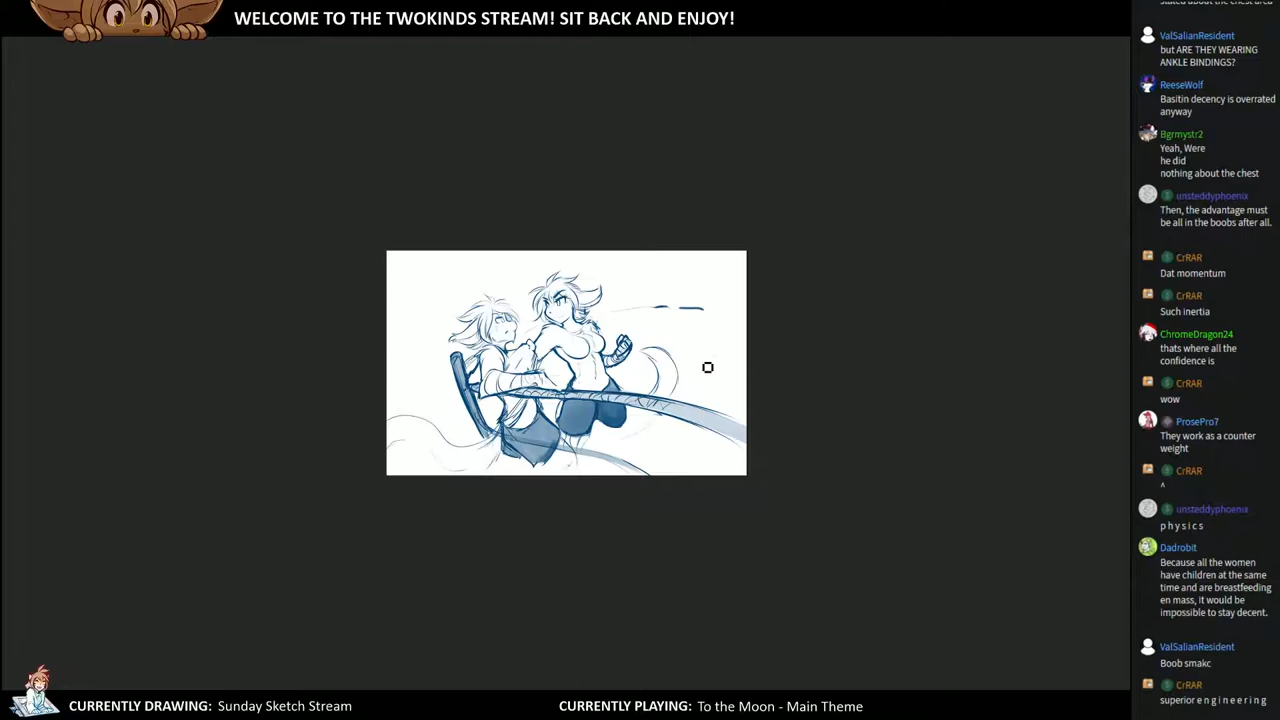 WELCOME TO THE TWOKINDS STREAM! SIT BACK AND ENJOY!
stated about the chest area
ValSalianResident
but ARE THEY WEARING
ANKLE BINDINGS?
ReeseWolf
Basitin decency is overrated
anyway
Bgrmystr2
Yeah, Were
he did
nothing about the chest
unsteddyphoenix
Then, the advantage must
be all in the boobs after all.
CrRAR
Dat momentum
CrRAR
Such inertia
ChromeDragon24
thats where all the
confidence is
CrRAR
wow
ProsePro7
They work as a counter
weight
CrRAR
^
unsteddyphoenix
p h y s i c s
Dadrobit
Because all the women
have children at the same
time and are breastfeeding
en mass, it would be
impossible to stay decent.
ValSalianResident
Boob smakc
CrRAR
superior e n g i n e e r i n g
CURRENTLY DRAWING: Sunday Sketch Stream
CURRENTLY PLAYING: To the Moon - Main Theme